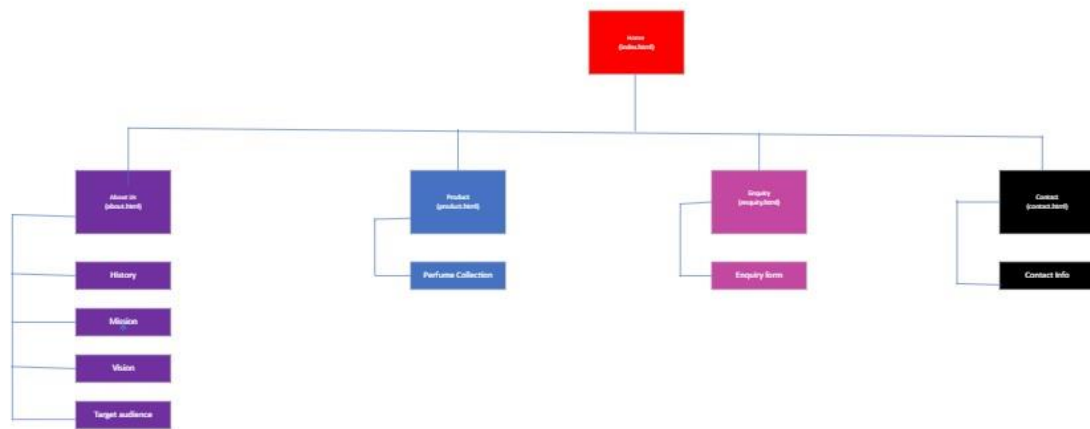 Home
(index.html)
About Us
(about.html)
Product
(product.html)
Enquiry
(enquiry.html)
Contact
(contact.html)
History
Perfume Collection
Enquiry form
Contact Info
Mission
Vision
Target audience